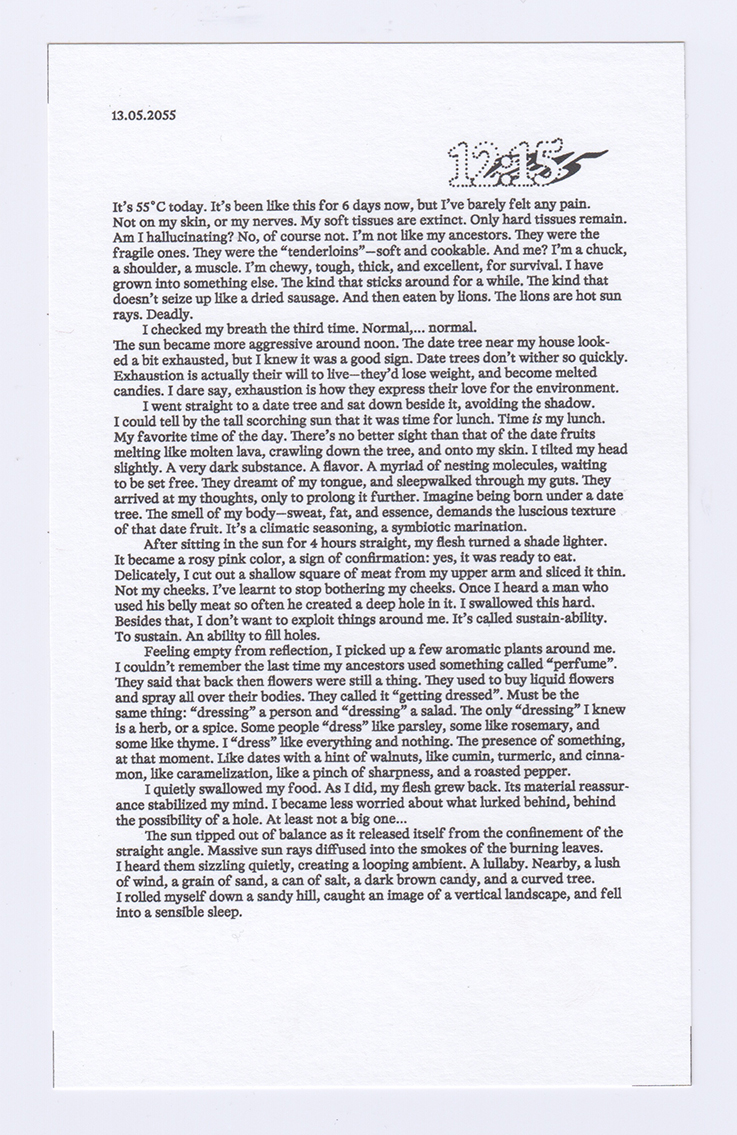 13.05.2055
12:15
It's 55°C today. It's been like this for 6 days now, but I've barely felt any pain.
Not on my skin, or my nerves. My soft tissues are extinct. Only hard tissues remain.
Am I hallucinating? No, of course not. I'm not like my ancestors. They were the
fragile ones. They were the “tenderloins”—soft and cookable. And me? I'm a chuck,
a shoulder, a muscle. I'm chewy, tough, thick, and excellent, for survival. I have
grown into something else. The kind that sticks around for a while. The kind that
doesn't seize up like a dried sausage. And then eaten by lions. The lions are hot sun
rays. Deadly.
I checked my breath the third time. Normal,... normal.
The sun became more aggressive around noon. The date tree near my house look-
ed a bit exhausted, but I knew it was a good sign. Date trees don't wither so quickly.
Exhaustion is actually their will to live—they'd lose weight, and become melted
candies. I dare say, exhaustion is how they express their love for the environment.
I went straight to a date tree and sat down beside it, avoiding the shadow.
I could tell by the tall scorching sun that it was time for lunch. Time is my lunch.
My favorite time of the day. There's no better sight than that of the date fruits
melting like molten lava, crawling down the tree, and onto my skin. I tilted my head
slightly. A very dark substance. A flavor. A myriad of nesting molecules, waiting
to be set free. They dreamt of my tongue, and sleepwalked through my guts. They
arrived at my thoughts, only to prolong it further. Imagine being born under a date
tree. The smell of my body—sweat, fat, and essence, demands the luscious texture
of that date fruit. It's a climatic seasoning, a symbiotic marination.
After sitting in the sun for 4 hours straight, my flesh turned a shade lighter.
It became a rosy pink color, a sign of confirmation: yes, it was ready to eat.
Delicately, I cut out a shallow square of meat from my upper arm and sliced it thin.
Not my cheeks. I've learnt to stop bothering my cheeks. Once I heard a man who
used his belly meat so often he created a deep hole in it. I swallowed this hard.
Besides that, I don't want to exploit things around me. It's called sustain-ability.
To sustain. An ability to fill holes.
Feeling empty from reflection, I picked up a few aromatic plants around me.
I couldn't remember the last time my ancestors used something called “perfume”.
They said that back then flowers were still a thing. They used to buy liquid flowers
and spray all over their bodies. They called it “getting dressed”. Must be the
same thing: “dressing” a person and “dressing” a salad. The only “dressing” I knew
is a herb, or a spice. Some people “dress” like parsley, some like rosemary, and
some like thyme. I “dress” like everything and nothing. The presence of something,
at that moment. Like dates with a hint of walnuts, like cumin, turmeric, and cinna-
mon, like caramelization, like a pinch of sharpness, and a roasted pepper.
I quietly swallowed my food. As I did, my flesh grew back. Its material reassur-
ance stabilized my mind. I became less worried about what lurked behind, behind
the possibility of a hole. At least not a big one...
The sun tipped out of balance as it released itself from the confinement of the
straight angle. Massive sun rays diffused into the smokes of the burning leaves.
I heard them sizzling quietly, creating a looping ambient. A lullaby. Nearby, a lush
of wind, a grain of sand, a can of salt, a dark brown candy, and a curved tree.
I rolled myself down a sandy hill, caught an image of a vertical landscape, and fell
into a sensible sleep.